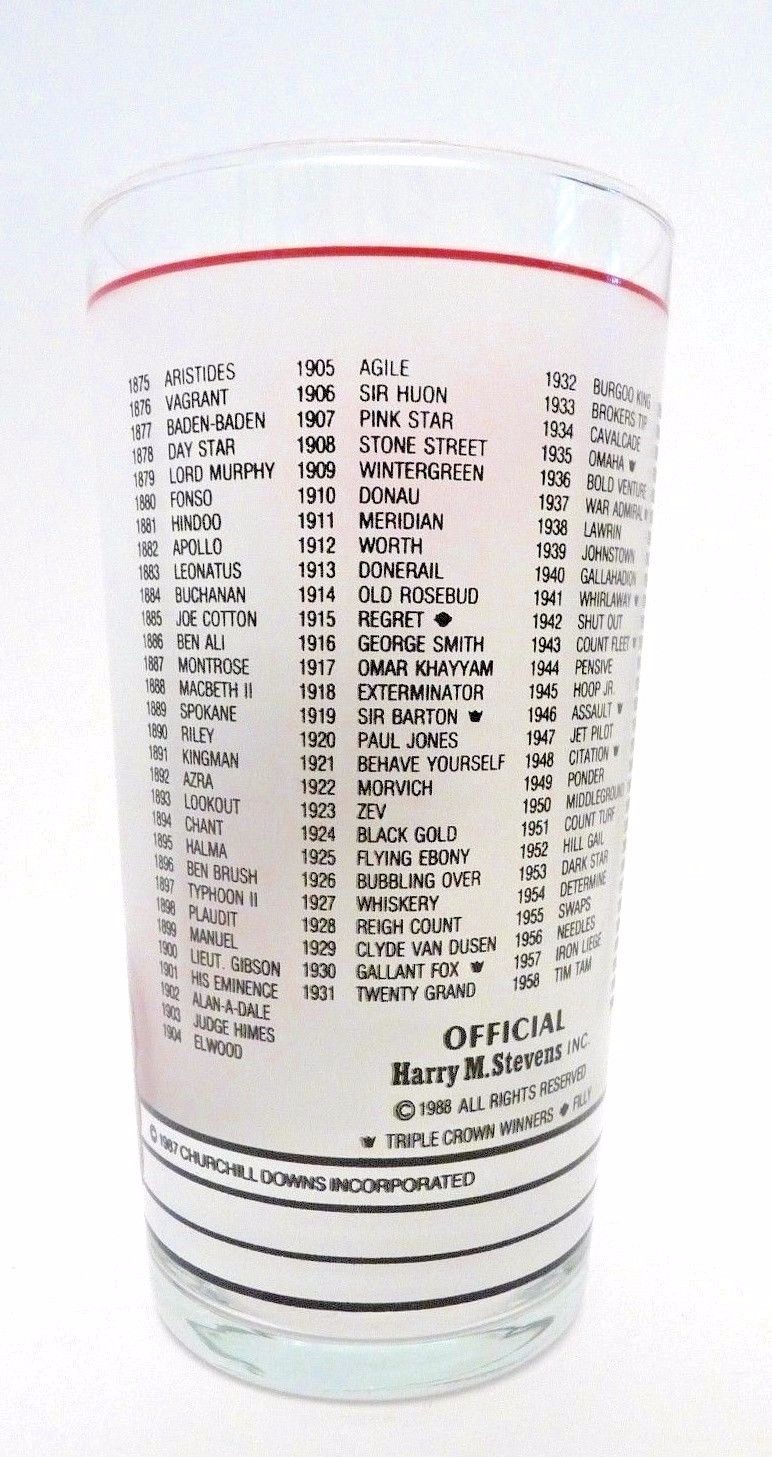 1875 ARISTIDES
1876 VAGRANT
1877 BADEN-BADEN
1878 DAY STAR
1879 LORD MURPHY
1880 FONSO
1881 HINDOO
1882 APOLLO
1883 LEONATUS
1884 BUCHANAN
1885 JOE COTTON
1886 BEN ALI
1887 MONTROSE
1888 MACBETH II
1889 SPOKANE
1890 RILEY
1891 KINGMAN
1892 AZRA
1893 LOOKOUT
1894 CHANT
1895 HALMA
1896 BEN BRUSH
1897 TYPHOON II
1898 PLAUDIT
1899 MANUEL
1900 LIEUT. GIBSON
1901 HIS EMINENCE
1902 ALAN-A-DALE
1903 JUDGE HIMES
1904 ELWOOD
1905 AGILE
1906 SIR HUON
1907 PINK STAR
1908 STONE STREET
1909 WINTERGREEN
1910 DONAU
1911 MERIDIAN
1912 WORTH
1913 DONERAIL
1914 OLD ROSEBUD
1915 REGRET
1916 GEORGE SMITH
1917 OMAR KHAYYAM
1918 EXTERMINATOR
1919 SIR BARTON
1920 PAUL JONES
1921 BEHAVE YOURSELF
1922 MORVICH
1923 ZEV
1924 BLACK GOLD
1925 FLYING EBONY
1926 BUBBLING OVER
1927 WHISKERY
1928 REIGH COUNT
1929 CLYDE VAN DUSEN
1930 GALLANT FOX
1931 TWENTY GRAND
1932 BURGOO KING
1933 BROKERS TIP
1934 CAVALCADE
1935 OMAHA
1936 BOLD VENTURE
1937 WAR ADMIRAL
1938 LAWRIN
1939 JOHNSTOWN
1940 GALLAHADION
1941 WHIRLAWAY
1942 SHUT OUT
1943 COUNT FLEET
1944 PENSIVE
1945 HOOP JR.
1946 ASSAULT
1947 JET PILOT
1948 CITATION
1949 PONDER
1950 MIDDLEGROUND
1951 COUNT TURF
1952 HILL GAIL
1953 DARK STAR
1954 DETERMINE
1955 SWAPS
1956 NEEDLES
1957 IRON LIEGE
1958 TIM TAM
OFFICIAL
Harry M. Stevens INC.
© 1988 ALL RIGHTS RESERVED
TRIPLE CROWN WINNERS FILLY
© 1987 CHURCHILL DOWNS INCORPORATED